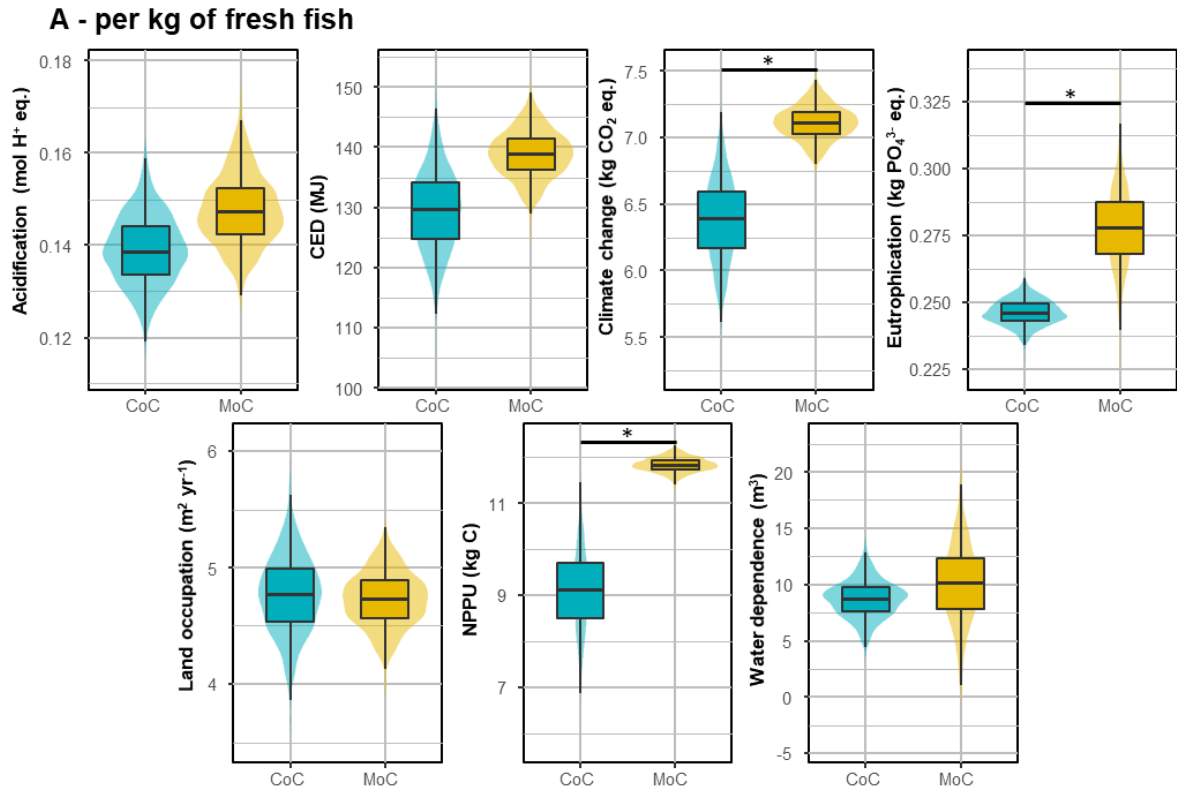 A - per kg of fresh fish
Acidification (mol H⁺ eq.)
0.18
0.16
0.14
0.12
CoC
MoC
CED (MJ)
150
140
130
120
110
100
CoC
MoC
Climate change (kg CO₂ eq.)
7.5
7.0
6.5
6.0
5.5
*
CoC
MoC
Eutrophication (kg PO₄³⁻ eq.)
0.325
0.300
0.275
0.250
0.225
*
CoC
MoC
Land occupation (m² yr⁻¹)
6
5
4
CoC
MoC
NPPU (kg C)
11
9
7
*
CoC
MoC
Water dependence (m³)
20
15
10
5
0
-5
CoC
MoC